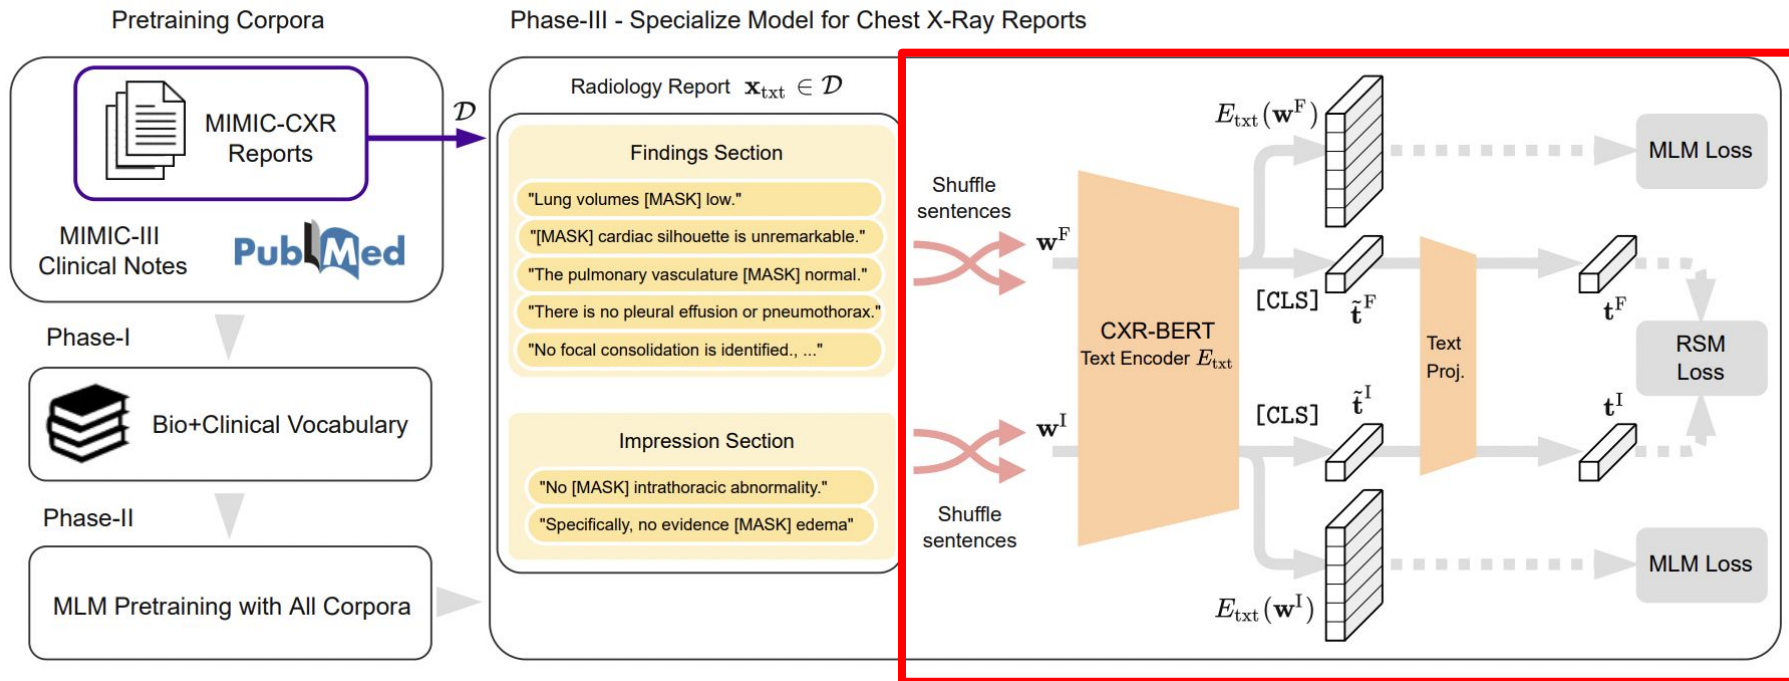 Pretraining Corpora
MIMIC-CXR
Reports
MIMIC-III
Clinical Notes
PubMed
𝒟
Phase-I
Bio+Clinical Vocabulary
Phase-II
MLM Pretraining with All Corpora
Phase-III - Specialize Model for Chest X-Ray Reports
Radiology Report x_txt ∈ 𝒟
Findings Section
"Lung volumes [MASK] low."
"[MASK] cardiac silhouette is unremarkable."
"The pulmonary vasculature [MASK] normal."
"There is no pleural effusion or pneumothorax."
"No focal consolidation is identified., ..."
Impression Section
"No [MASK] intrathoracic abnormality."
"Specifically, no evidence [MASK] edema"
Shuffle
sentences
w^F
w^I
Shuffle
sentences
CXR-BERT
Text Encoder E_txt
E_txt(w^F)
[CLS]
t̃^F
[CLS]
t̃^I
E_txt(w^I)
Text
Proj.
t^F
t^I
MLM Loss
RSM
Loss
MLM Loss